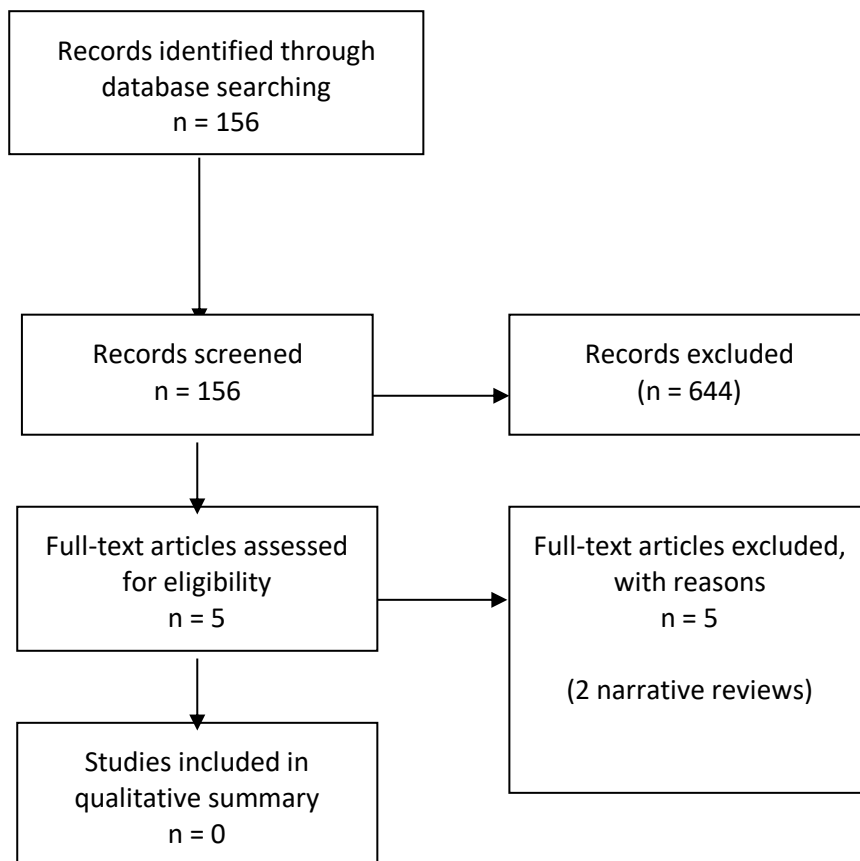 Records identified through
database searching
n = 156
Records screened
n = 156
Records excluded
(n = 644)
Full-text articles assessed
for eligibility
n = 5
Full-text articles excluded,
with reasons
n = 5
(2 narrative reviews)
Studies included in
qualitative summary
n = 0